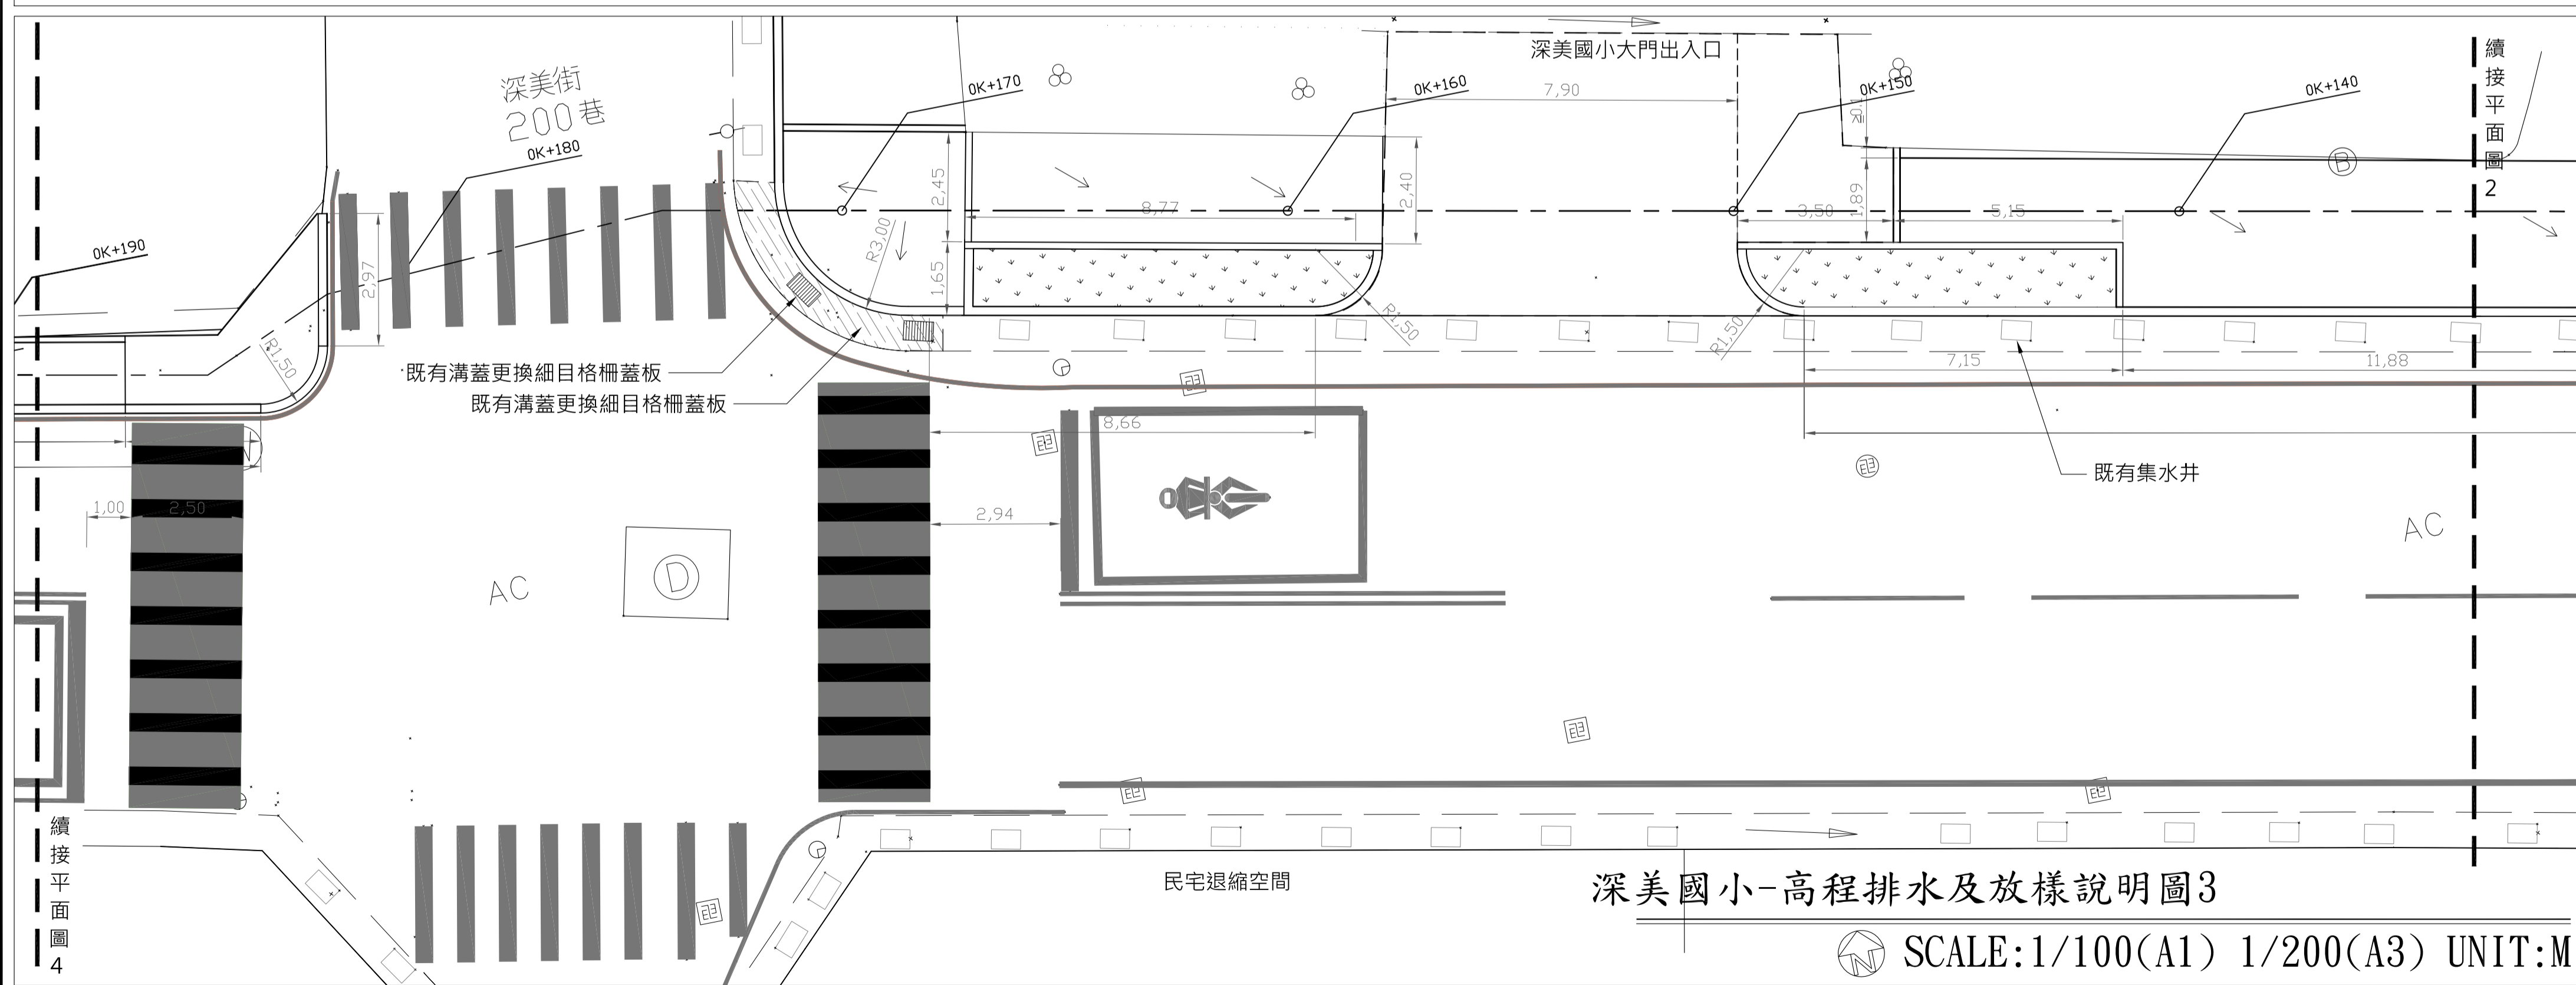 深美國小大門出入口
續接平面圖2
深美街
200巷
0K+170
0K+160
7,90
0K+150
0K+140
0K+180
0K+190
B
2,45
8,77
2,40
3,50
1,89
5,15
2,97
R3,00
1,65
R1,50
R1,50
R1,50
既有溝蓋更換細目格柵蓋板
既有溝蓋更換細目格柵蓋板
7,15
11,88
8,66
既有集水井
1,00
2,50
2,94
AC
AC
D
續接平面圖4
民宅退縮空間
深美國小-高程排水及放樣說明圖3
N SCALE:1/100(A1) 1/200(A3) UNIT:M